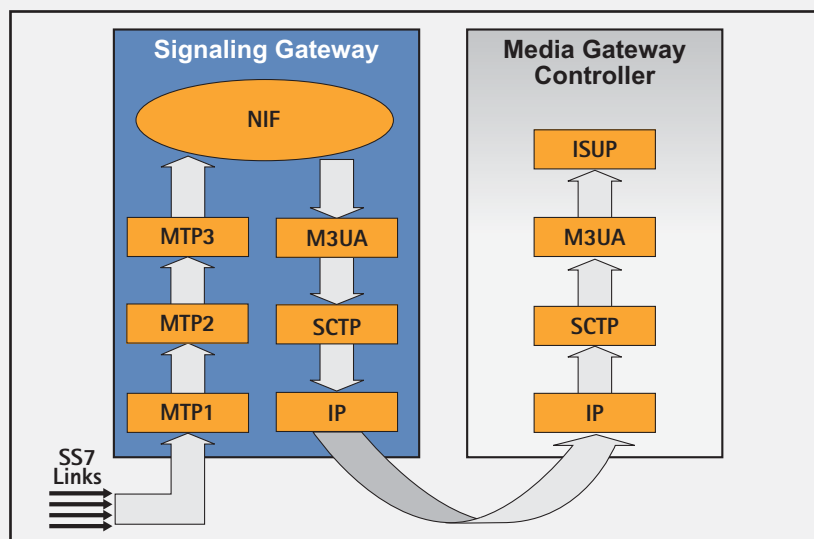 Signaling Gateway
NIF
MTP3
MTP2
MTP1
M3UA
SCTP
IP
SS7
Links
Media Gateway
Controller
ISUP
M3UA
SCTP
IP